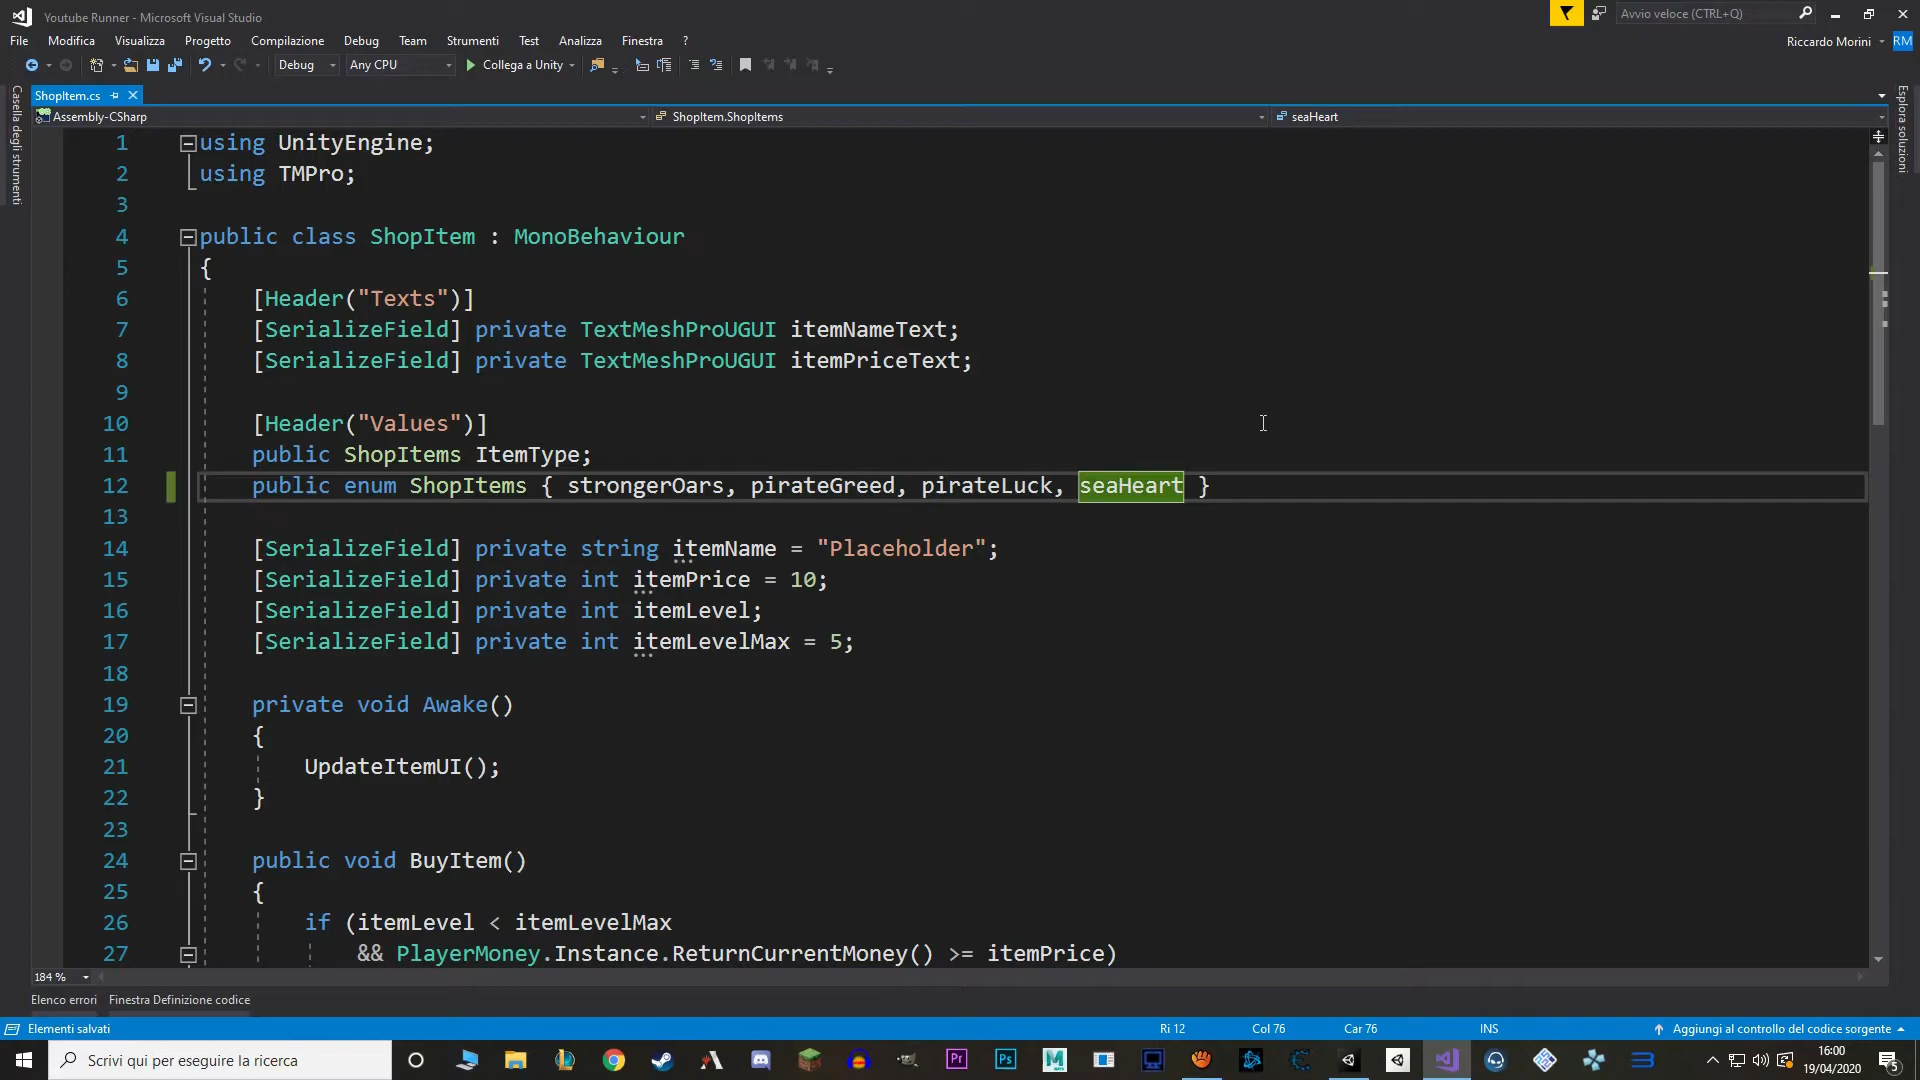 Youtube Runner - Microsoft Visual Studio
Avvio veloce (CTRL+Q)
File Modifica Visualizza Progetto Compilazione Debug Team Strumenti Test Analizza Finestra ?
Riccardo Morini RM
Debug Any CPU Collega a Unity
ShopItem.cs
Assembly-CSharp ShopItem.ShopItems seaHeart
Casella degli strumenti
Esplora soluzioni
1 using UnityEngine;
2 using TMPro;
3
4 public class ShopItem : MonoBehaviour
5 {
6 [Header("Texts")]
7 [SerializeField] private TextMeshProUGUI itemNameText;
8 [SerializeField] private TextMeshProUGUI itemPriceText;
9
10 [Header("Values")]
11 public ShopItems ItemType;
12 public enum ShopItems { strongerOars, pirateGreed, pirateLuck, seaHeart }
13
14 [SerializeField] private string itemName = "Placeholder";
15 [SerializeField] private int itemPrice = 10;
16 [SerializeField] private int itemLevel;
17 [SerializeField] private int itemLevelMax = 5;
18
19 private void Awake()
20 {
21 UpdateItemUI();
22 }
23
24 public void BuyItem()
25 {
26 if (itemLevel < itemLevelMax
27 && PlayerMoney.Instance.ReturnCurrentMoney() >= itemPrice)
184 %
Elenco errori Finestra Definizione codice
Elementi salvati Ri 12 Col 76 Car 76 INS Aggiungi al controllo del codice sorgente
Scrivi qui per eseguire la ricerca
Pr Ps M
16:00
19/04/2020
5